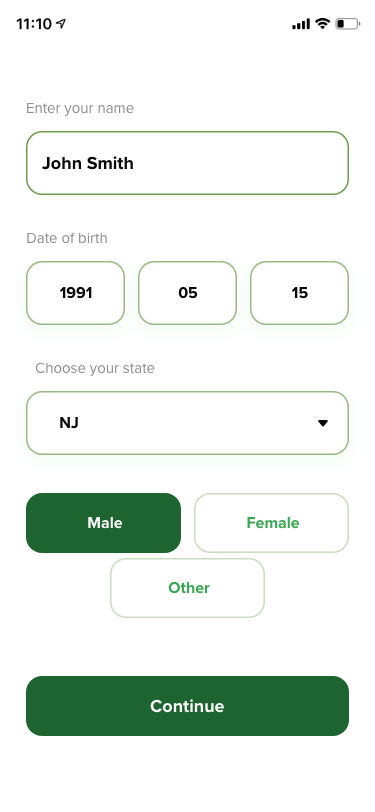 11:10
Enter your name
John Smith
Date of birth
1991 05 15
Choose your state
NJ
Male Female
Other
Continue